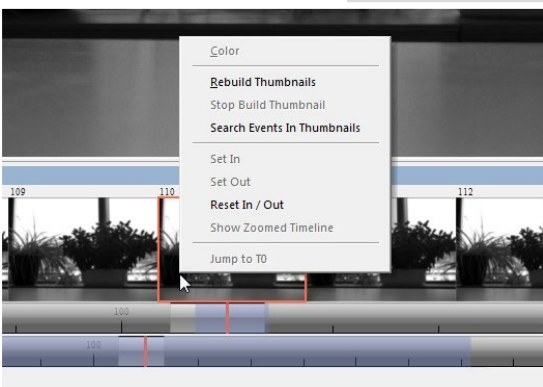 Color
Rebuild Thumbnails
Stop Build Thumbnail
Search Events In Thumbnails
Set In
Set Out
Reset In / Out
Show Zoomed Timeline
Jump to T0
109
110
112
100
100